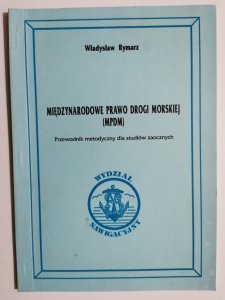 Władysław Rymarz
MIĘDZYNARODOWE PRAWO DROGI MORSKIEJ
(MPDM)
Przewodnik metodyczny dla studiów zaocznych
WYDZIAŁ
NAWIGACYJNY